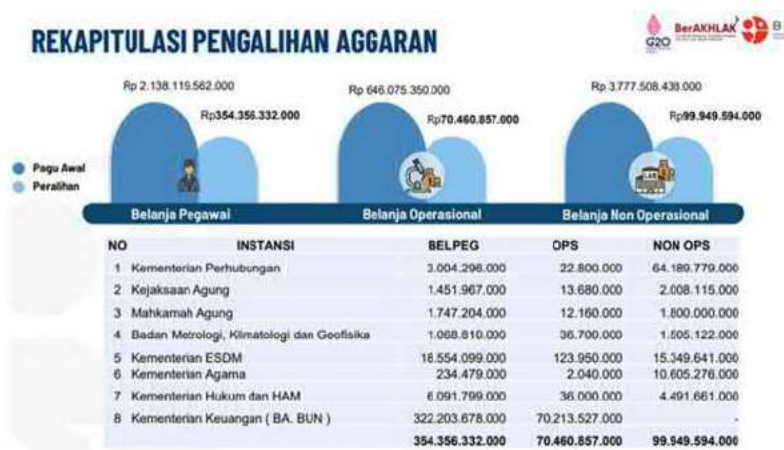 REKAPITULASI PENGALIHAN AGGARAN
G20
BerAKHLAK
B
Rp 2.138.119.562.000
Rp354.356.332.000
Rp 646.075.350.000
Rp70.460.857.000
Rp 3.777.508.438.000
Rp99.949.594.000
Pagu Awal
Peralihan
LAB
Belanja Pegawai Belanja Operasional Belanja Non Operasional
NO INSTANSI BELPEG OPS NON OPS
1 Kementerian Perhubungan 3.004.296.000 22.800.000 64.189.779.000
2 Kejaksaan Agung 1.451.967.000 13.680.000 2.008.115.000
3 Mahkamah Agung 1.747.204.000 12.160.000 1.800.000.000
4 Badan Metrologi, Klimatologi dan Geofisika 1.068.810.000 36.700.000 1.505.122.000
5 Kementerian ESDM 18.554.099.000 123.950.000 15.349.641.000
6 Kementerian Agama 234.479.000 2.040.000 10.605.276.000
7 Kementerian Hukum dan HAM 6.091.799.000 36.000.000 4.491.661.000
8 Kementerian Keuangan ( BA. BUN ) 322.203.678.000 70.213.527.000 -
354.356.332.000 70.460.857.000 99.949.594.000